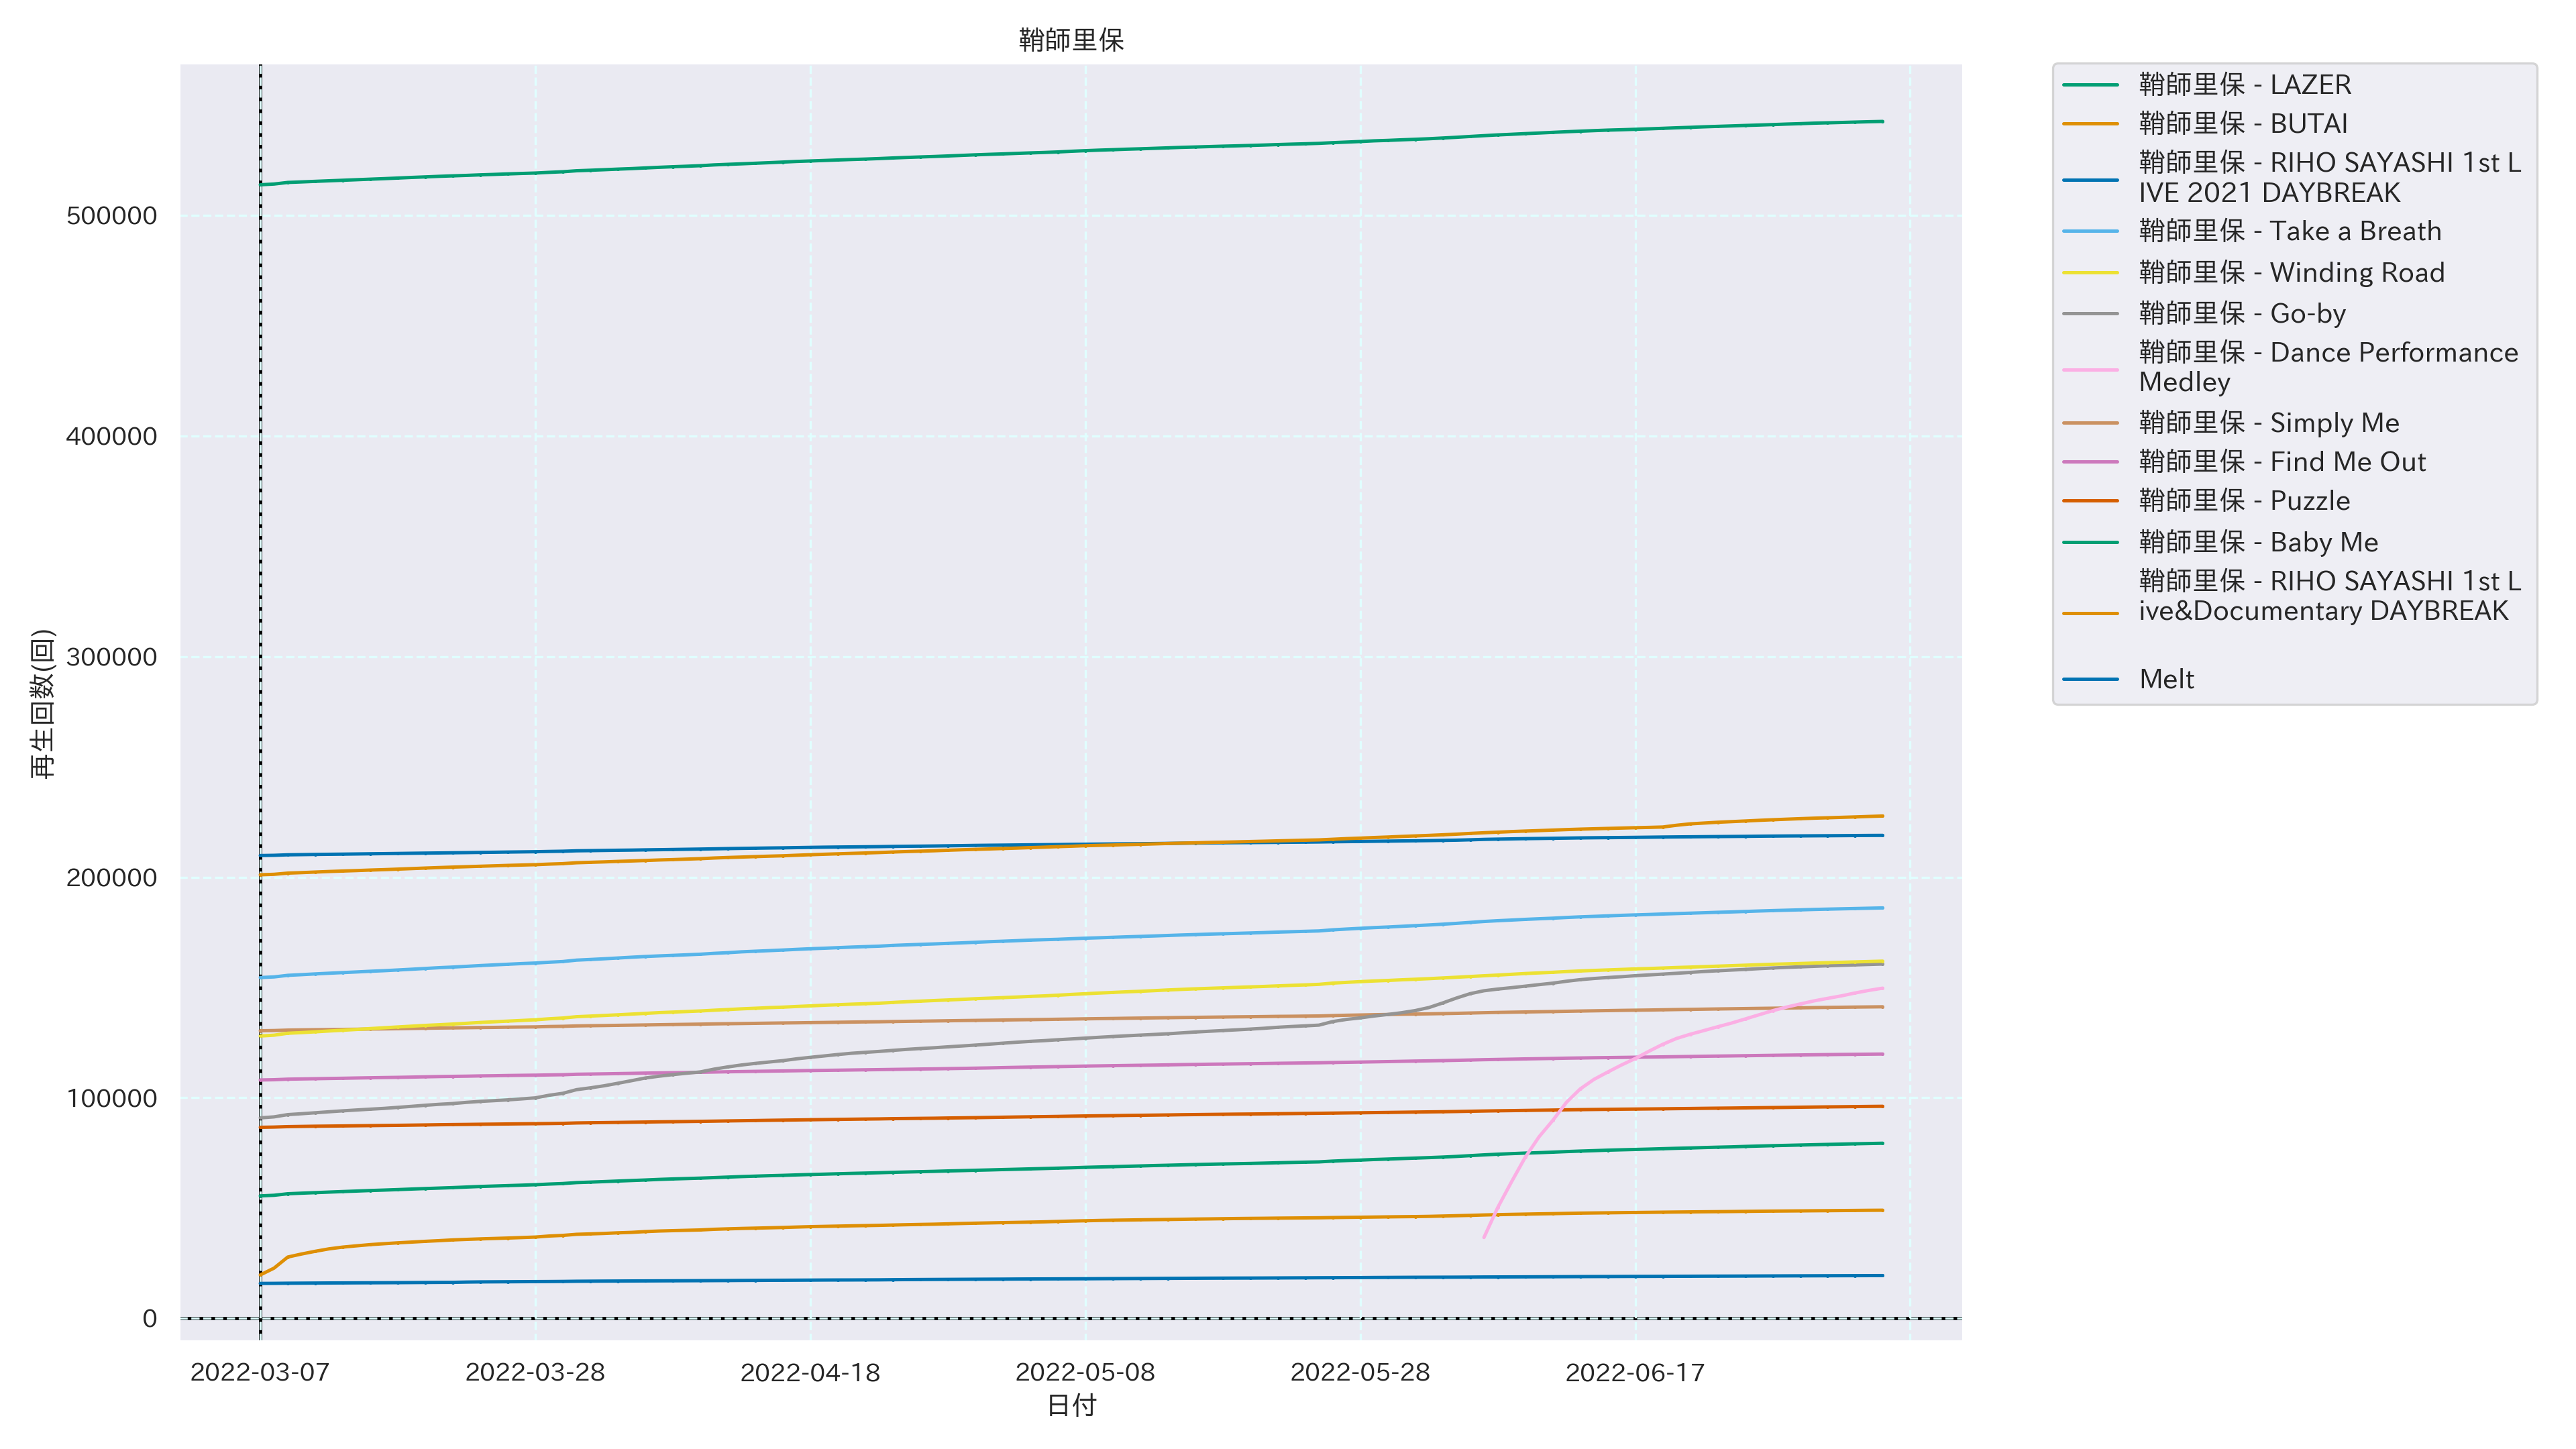 鞘師里保
再生回数(回)
500000
400000
300000
200000
100000
0
2022-03-07
2022-03-28
2022-04-18
2022-05-08
2022-05-28
2022-06-17
日付
鞘師里保 - LAZER
鞘師里保 - BUTAI
鞘師里保 - RIHO SAYASHI 1st L
IVE 2021 DAYBREAK
鞘師里保 - Take a Breath
鞘師里保 - Winding Road
鞘師里保 - Go-by
鞘師里保 - Dance Performance
Medley
鞘師里保 - Simply Me
鞘師里保 - Find Me Out
鞘師里保 - Puzzle
鞘師里保 - Baby Me
鞘師里保 - RIHO SAYASHI 1st L
ive&Documentary DAYBREAK
Melt